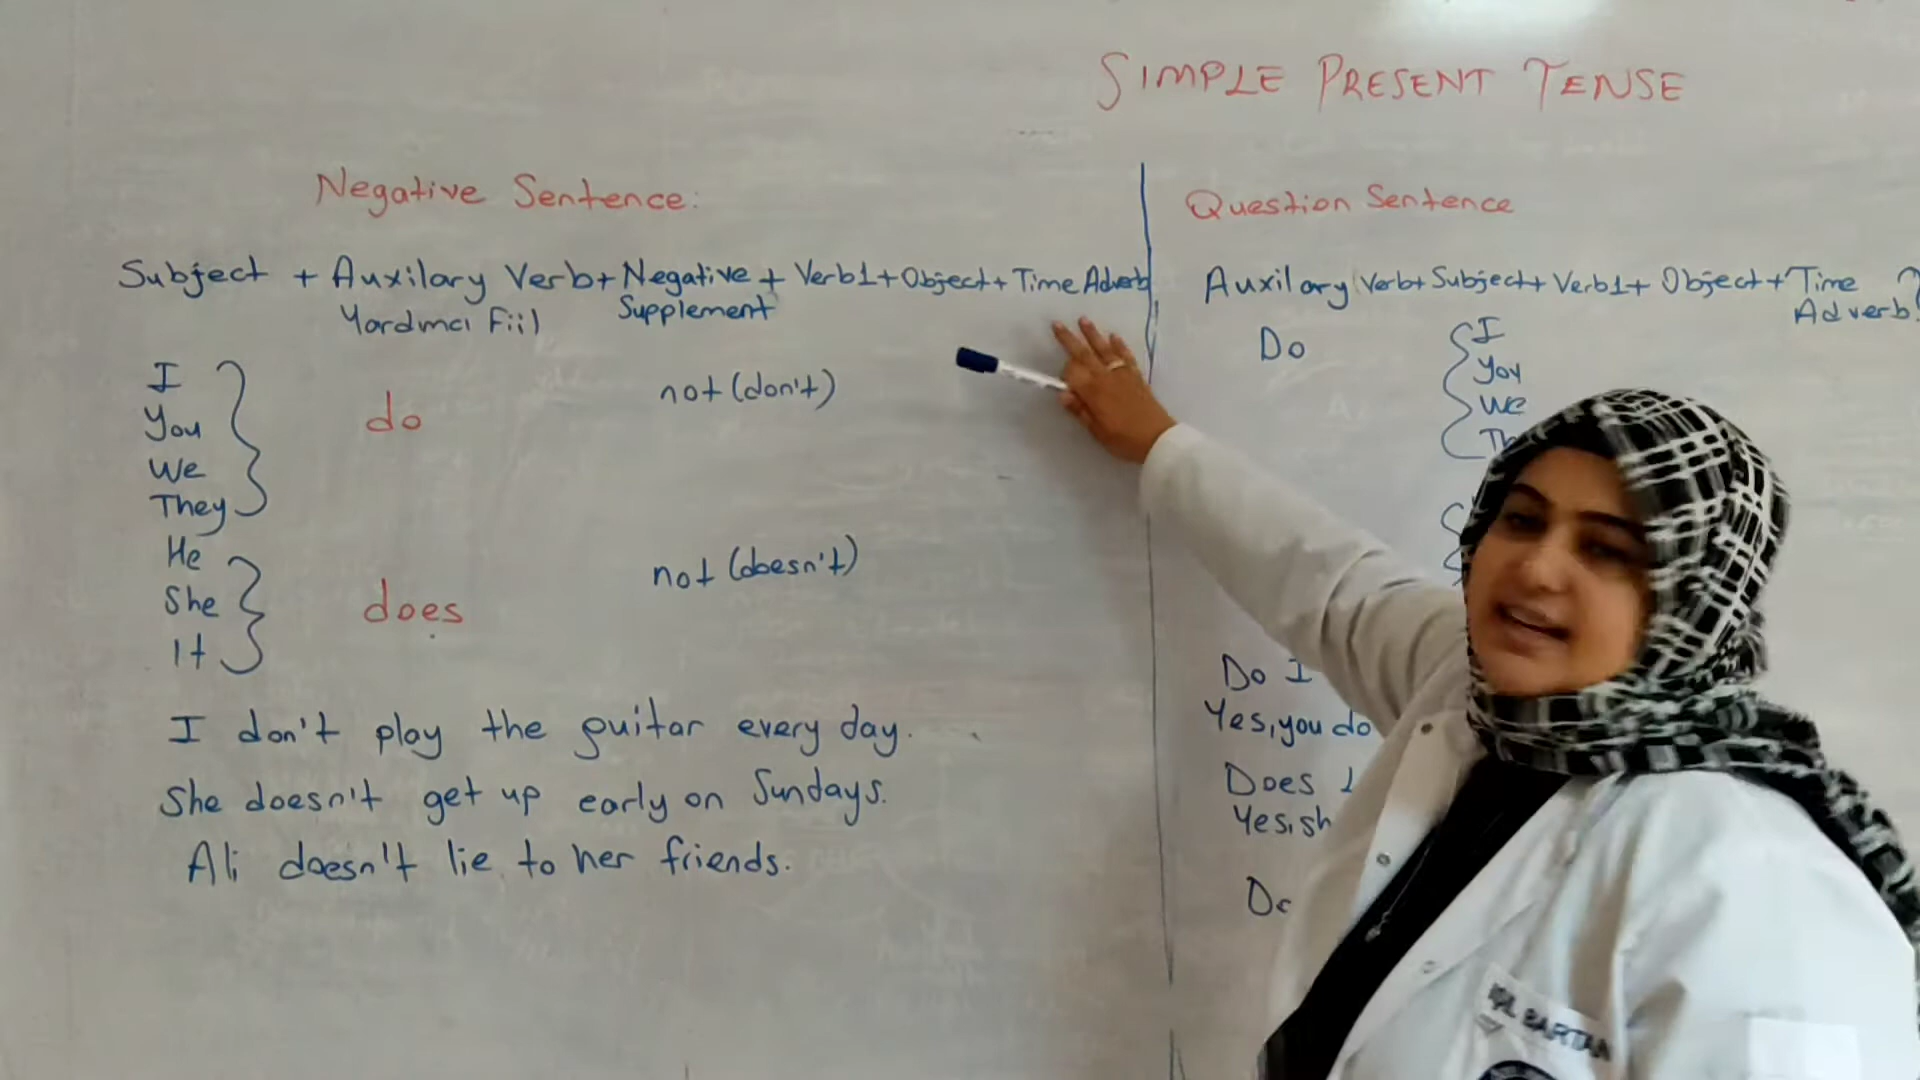 SIMPLE PRESENT TENSE
Negative Sentence:
Subject + Auxilary Verb + Negative + Verb1 + Object + Time Adverb
Yardımcı Fiil Supplement
I
You
We
They
do not (don't)
He
She
It
does not (doesn't)
I don't play the guitar every day.
She doesn't get up early on Sundays.
Ali doesn't lie to her friends.
Question Sentence
Auxilary Verb + Subject + Verb1 + Object + Time
Adverb ?
Do I
You
We
Do I
Yes, you do
Does
Yes, sh